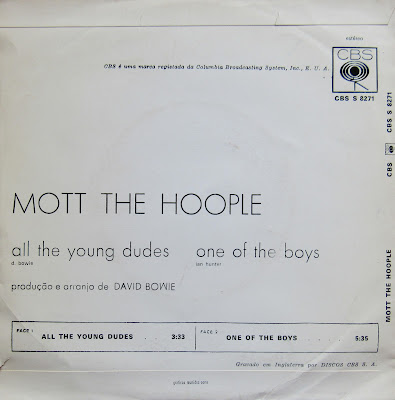 estéreo
CBS
CBS S 8271
CBS é uma marca registada da Columbia Broadcasting System, Inc., E. U. A.
MOTT THE HOOPLE
all the young dudes one of the boys
d. bowie ian hunter
produção e arranjo de DAVID BOWIE
FACE 1 ALL THE YOUNG DUDES 3:33 FACE 2 ONE OF THE BOYS 5:35
Gravado em Inglaterra por DISCOS CBS S. A.
MOTT THE HOOPLE CBS CBS S 8271